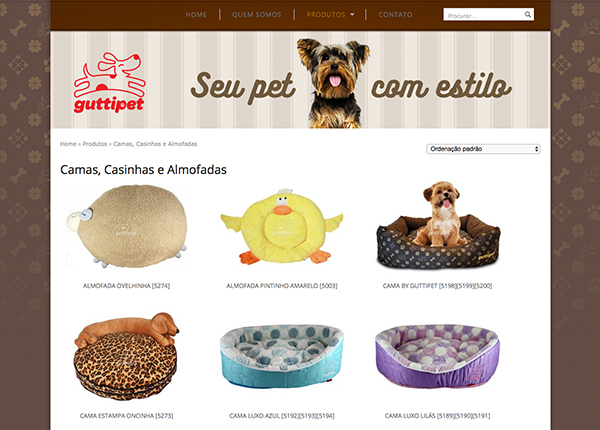 HOME QUEM SOMOS PRODUTOS CONTATO Procurar...
guttipet
Seu pet com estilo
Home › Produtos › Camas, Casinhas e Almofadas
Ordenação padrão
Camas, Casinhas e Almofadas
ALMOFADA OVELHINHA [5274] ALMOFADA PINTINHO AMARELO [5003] CAMA BY GUTTIPET [5198][5199][5200]
CAMA ESTAMPA ONCINHA [5273] CAMA LUXO AZUL [5192][5193][5194] CAMA LUXO LILÁS [5189][5190][5191]